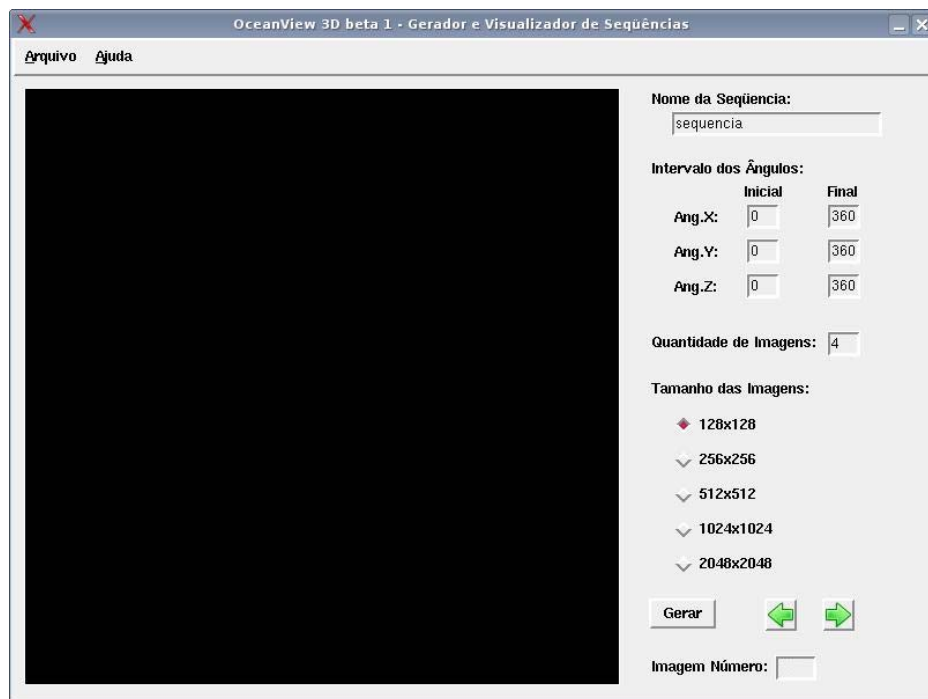 OceanView 3D beta 1 - Gerador e Visualizador de Seqüências
Arquivo Ajuda
Nome da Seqüencia:
sequencia
Intervalo dos Ângulos:
Inicial Final
Ang.X: 0 360
Ang.Y: 0 360
Ang.Z: 0 360
Quantidade de Imagens: 4
Tamanho das Imagens:
128x128
256x256
512x512
1024x1024
2048x2048
Gerar
Imagem Número: